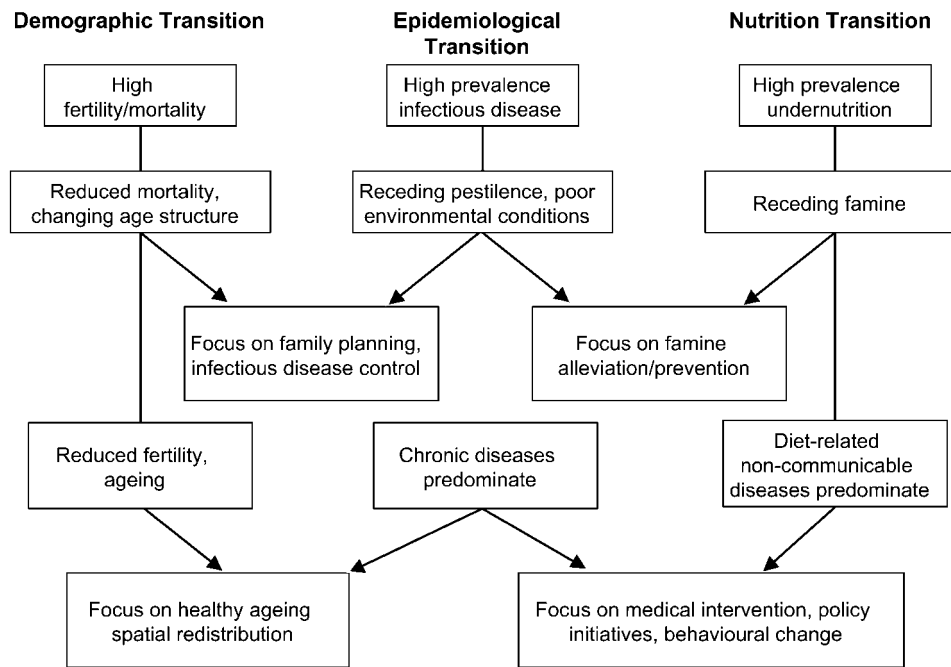 Demographic Transition
Epidemiological
Transition
Nutrition Transition
High
fertility/mortality
High prevalence
infectious disease
High prevalence
undernutrition
Reduced mortality,
changing age structure
Receding pestilence, poor
environmental conditions
Receding famine
Focus on family planning,
infectious disease control
Focus on famine
alleviation/prevention
Reduced fertility,
ageing
Chronic diseases
predominate
Diet-related
non-communicable
diseases predominate
Focus on healthy ageing
spatial redistribution
Focus on medical intervention, policy
initiatives, behavioural change